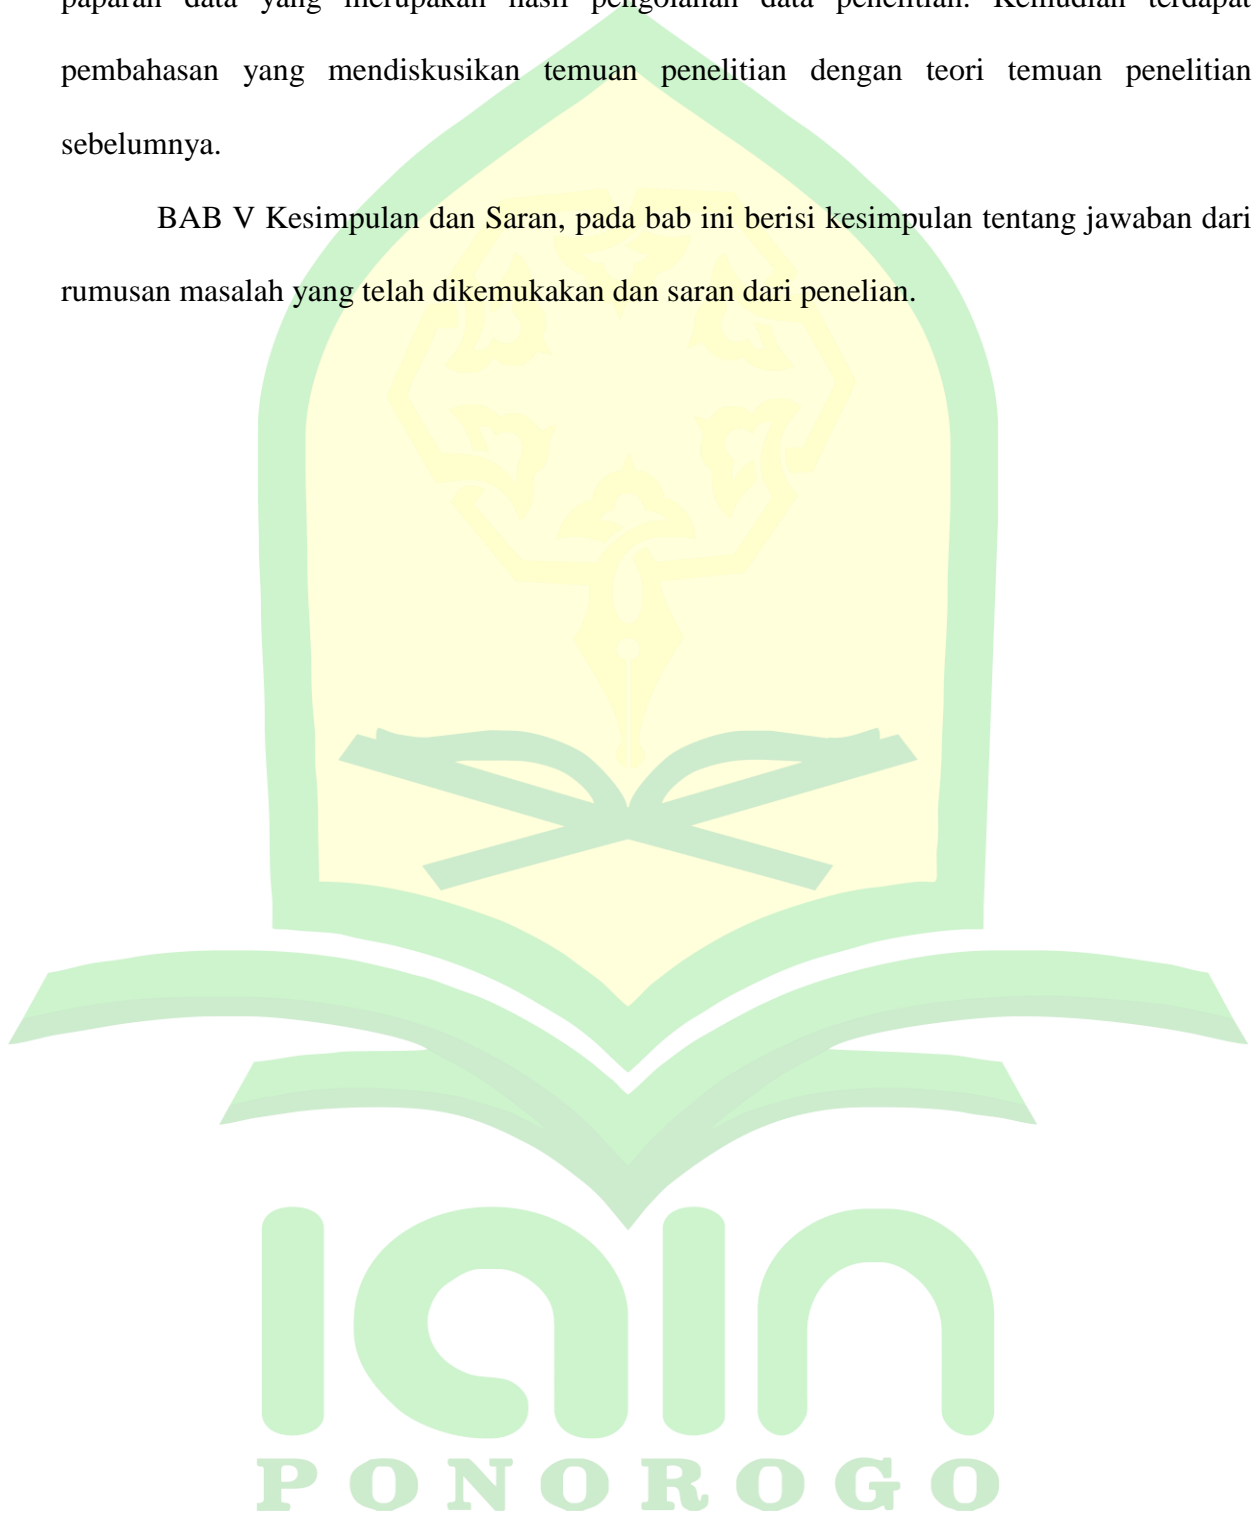 paparan data yang merupakan hasil pengolahan data penelitian. Kemudian terdapat
pembahasan yang mendiskusikan temuan penelitian dengan teori temuan penelitian
sebelumnya.
BAB V Kesimpulan dan Saran, pada bab ini berisi kesimpulan tentang jawaban dari
rumusan masalah yang telah dikemukakan dan saran dari penelian.
iain
PONOROGO